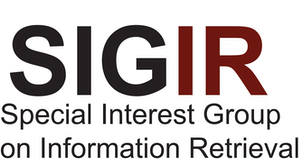 SIGIR
Special Interest Group
on Information Retrieval